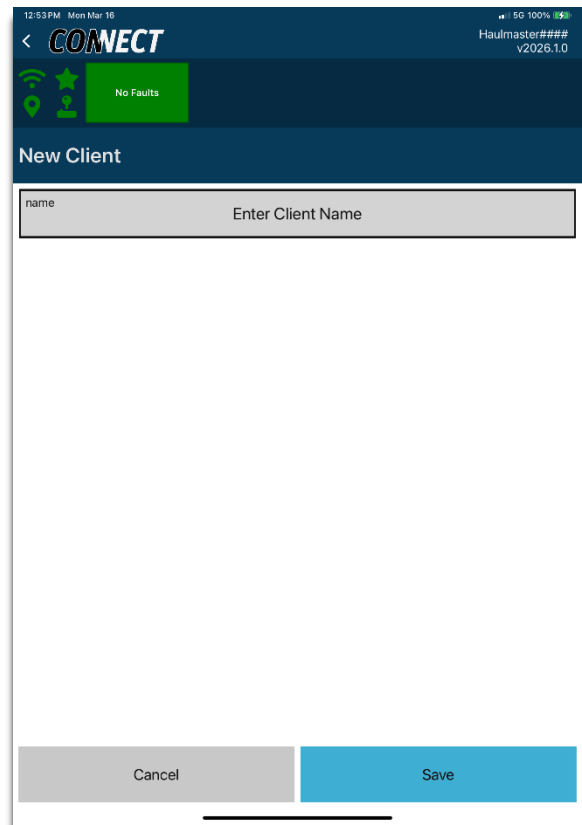 12:53 PM Mon Mar 16
5G 100%
CONNECT
Haulmaster####
v2026.1.0
No Faults
New Client
name
Enter Client Name
Cancel
Save